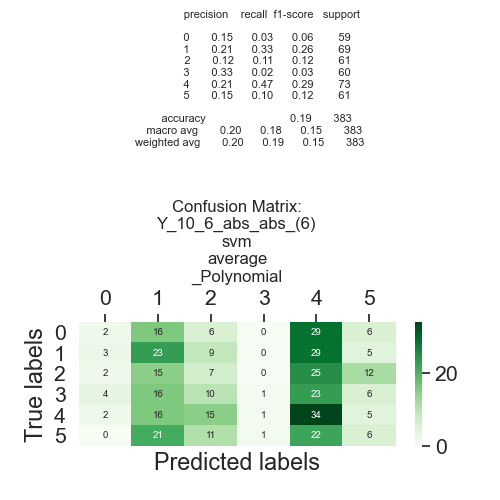 precision recall f1-score support
0 0.15 0.03 0.06 59
1 0.21 0.33 0.26 69
2 0.12 0.11 0.12 61
3 0.33 0.02 0.03 60
4 0.21 0.47 0.29 73
5 0.15 0.10 0.12 61
accuracy 0.19 383
macro avg 0.20 0.18 0.15 383
weighted avg 0.20 0.19 0.15 383
Confusion Matrix:
Y_10_6_abs_abs_(6)
svm
average
_Polynomial
0 1 2 3 4 5
True labels
0 2 16 6 0 29 6
1 3 23 9 0 29 5
2 2 15 7 0 25 12
3 4 16 10 1 23 6
4 2 16 15 1 34 5
5 0 21 11 1 22 6
20
0
Predicted labels